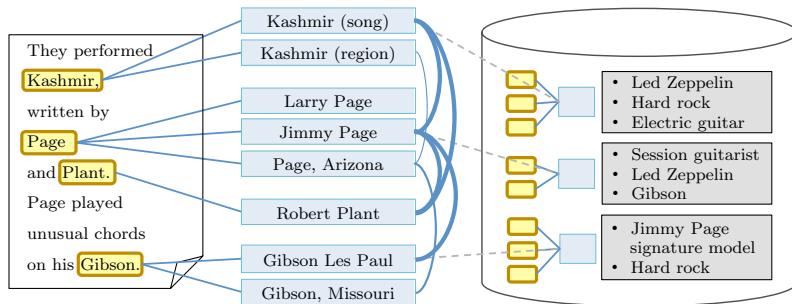 They performed
Kashmir,
written by
Page
and Plant.
Page played
unusual chords
on his Gibson.
Kashmir (song)
Kashmir (region)
Larry Page
Jimmy Page
Page, Arizona
Robert Plant
Gibson Les Paul
Gibson, Missouri
• Led Zeppelin
• Hard rock
• Electric guitar
• Session guitarist
• Led Zeppelin
• Gibson
• Jimmy Page
signature model
• Hard rock